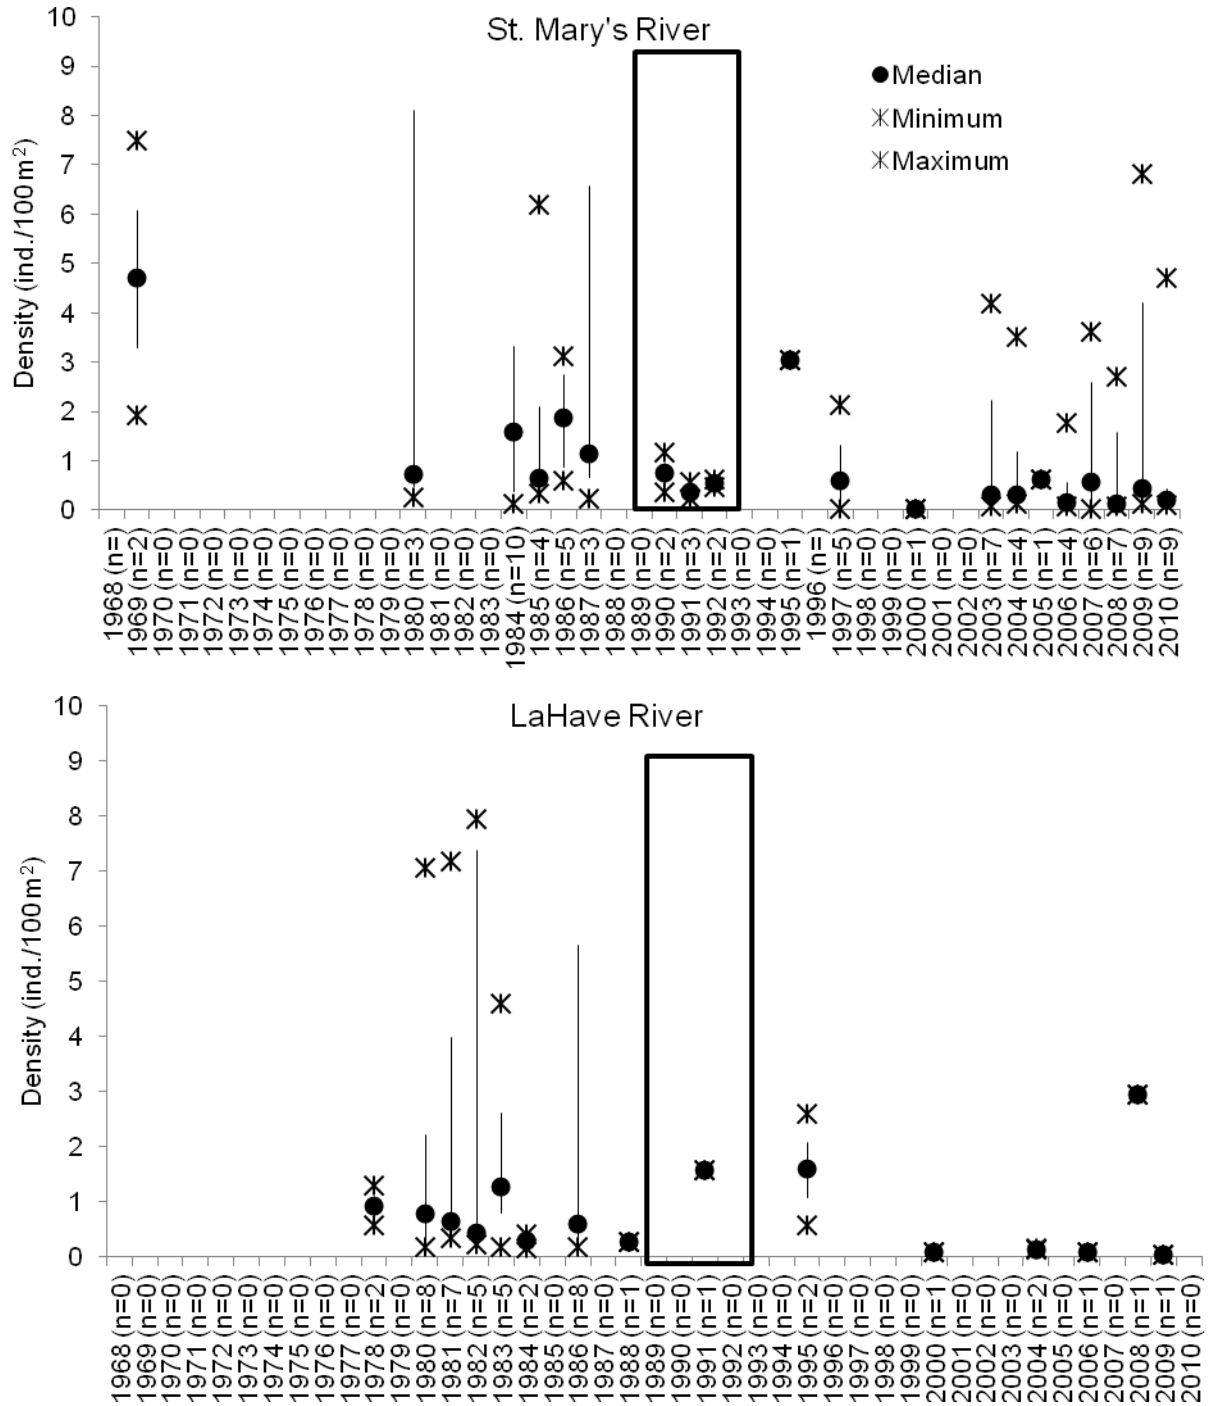 St. Mary's River
10
9
8
7
6
5
4
3
2
1
0
Density (ind./100 m²)
Median
Minimum
Maximum
1968 (n=)
1969 (n=2)
1970 (n=0)
1971 (n=0)
1972 (n=0)
1973 (n=0)
1974 (n=0)
1975 (n=0)
1976 (n=0)
1977 (n=0)
1978 (n=0)
1979 (n=0)
1980 (n=3)
1981 (n=0)
1982 (n=0)
1983 (n=0)
1984 (n=10)
1985 (n=4)
1986 (n=5)
1987 (n=3)
1988 (n=0)
1989 (n=0)
1990 (n=2)
1991 (n=3)
1992 (n=2)
1993 (n=0)
1994 (n=0)
1995 (n=1)
1996 (n=)
1997 (n=5)
1998 (n=0)
1999 (n=0)
2000 (n=1)
2001 (n=0)
2002 (n=0)
2003 (n=7)
2004 (n=4)
2005 (n=1)
2006 (n=4)
2007 (n=6)
2008 (n=7)
2009 (n=9)
2010 (n=9)
LaHave River
10
9
8
7
6
5
4
3
2
1
0
Density (ind./100 m²)
1968 (n=0)
1969 (n=0)
1970 (n=0)
1971 (n=0)
1972 (n=0)
1973 (n=0)
1974 (n=0)
1975 (n=0)
1976 (n=0)
1977 (n=0)
1978 (n=2)
1979 (n=0)
1980 (n=8)
1981 (n=7)
1982 (n=5)
1983 (n=5)
1984 (n=2)
1985 (n=0)
1986 (n=8)
1987 (n=0)
1988 (n=1)
1989 (n=0)
1990 (n=0)
1991 (n=1)
1992 (n=0)
1993 (n=0)
1994 (n=0)
1995 (n=2)
1996 (n=0)
1997 (n=0)
1998 (n=0)
1999 (n=0)
2000 (n=1)
2001 (n=0)
2002 (n=0)
2003 (n=0)
2004 (n=2)
2005 (n=0)
2006 (n=1)
2007 (n=0)
2008 (n=1)
2009 (n=1)
2010 (n=0)